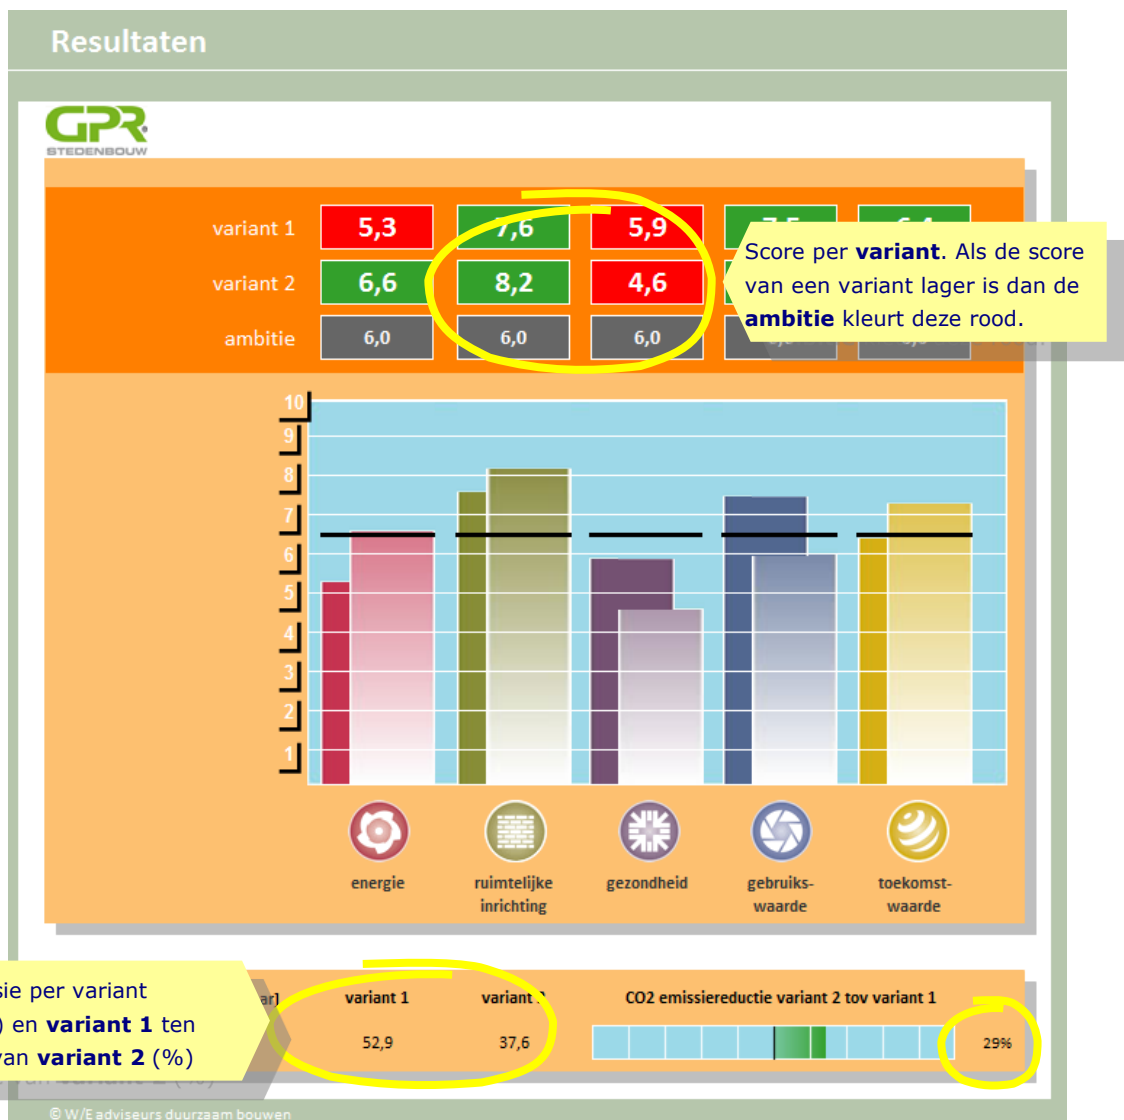 Resultaten
GPR
STEDENBOUW
variant 1 5,3 7,6 5,9
variant 2 6,6 8,2 4,6
ambitie 6,0 6,0 6,0
Score per variant. Als de score
van een variant lager is dan de
ambitie kleurt deze rood.
10
9
8
7
6
5
4
3
2
1
energie
ruimtelijke
inrichting
gezondheid
gebruiks-
waarde
toekomst-
waarde
sie per variant
) en variant 1 ten
van variant 2 (%)
ar] variant 1 variant CO2 emissiereductie variant 2 tov variant 1
52,9 37,6 29%
© W/E adviseurs duurzaam bouwen